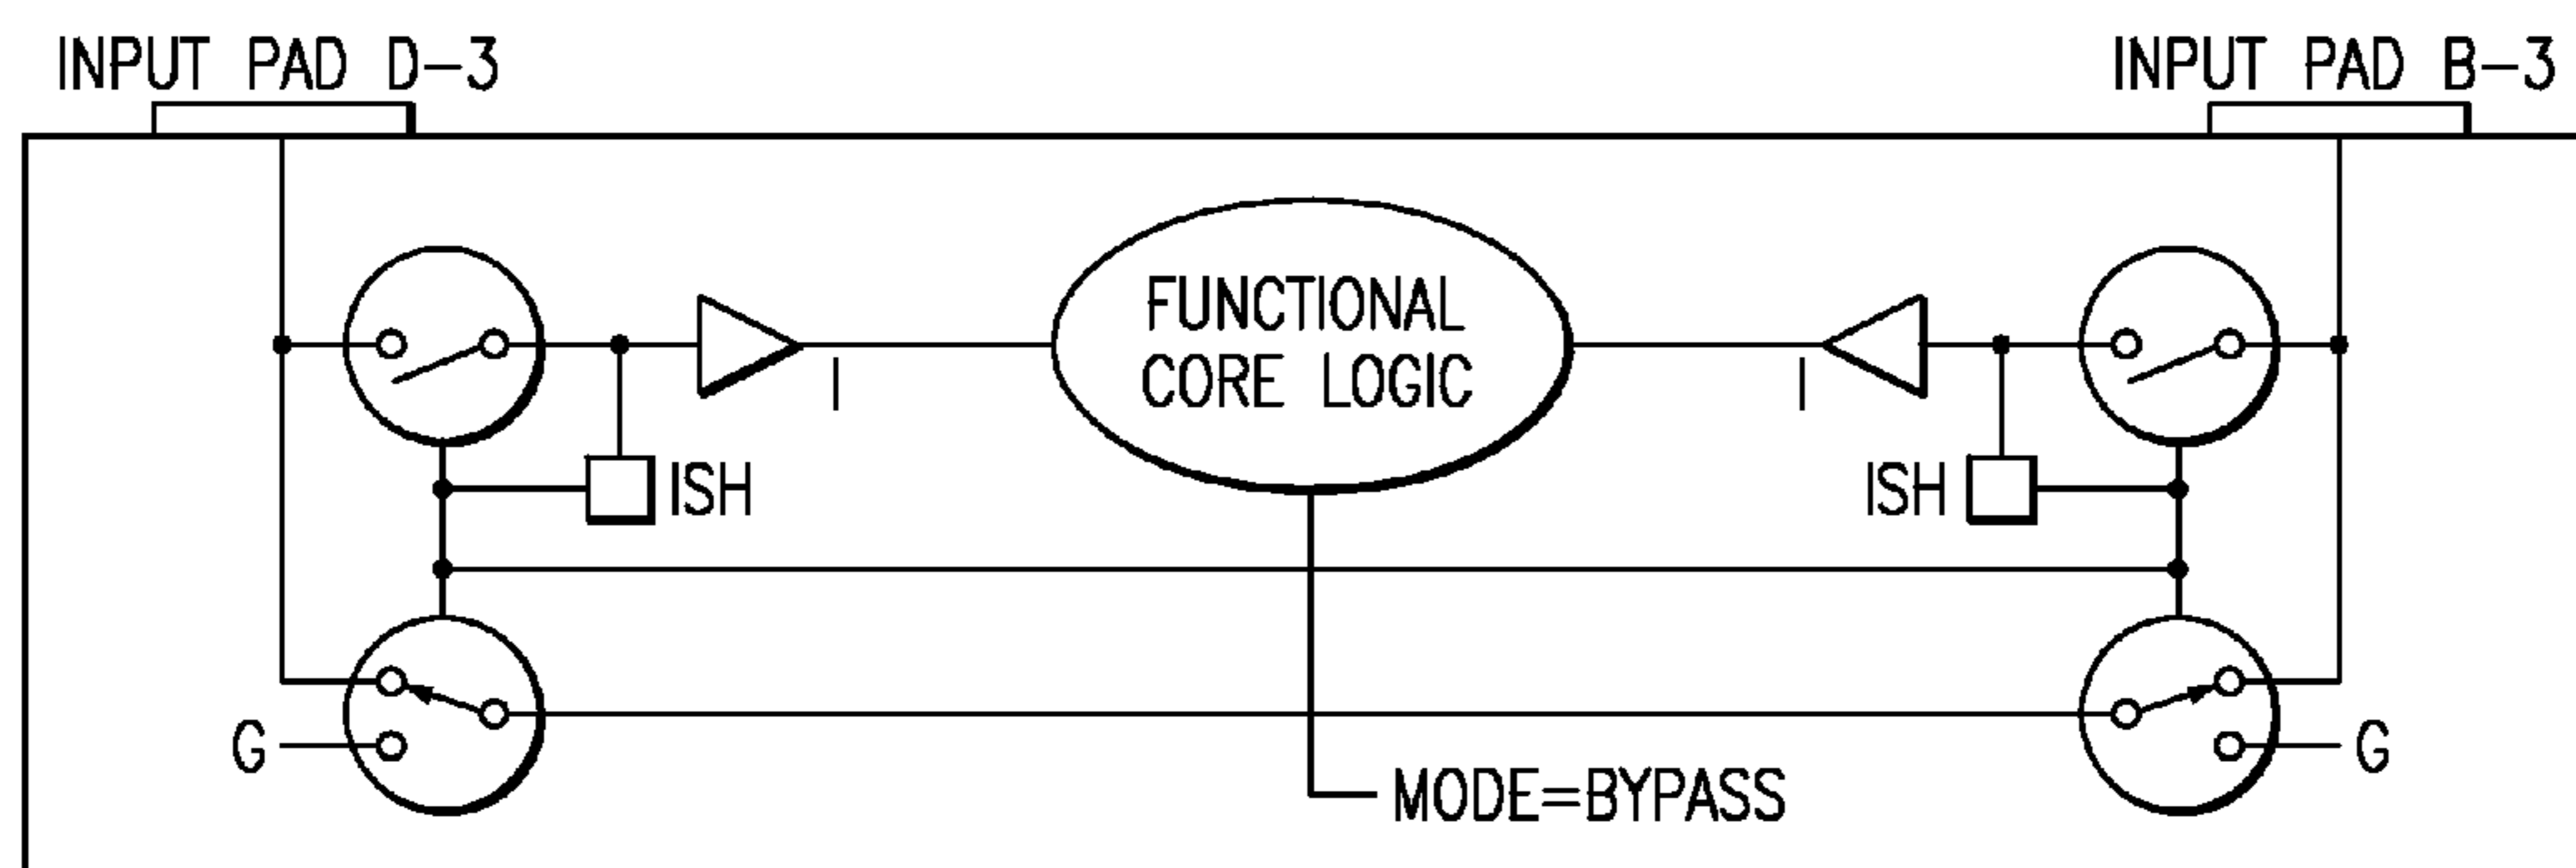 INPUT PAD D-3
INPUT PAD B-3
FUNCTIONAL
CORE LOGIC
I
I
ISH
ISH
G
G
MODE=BYPASS